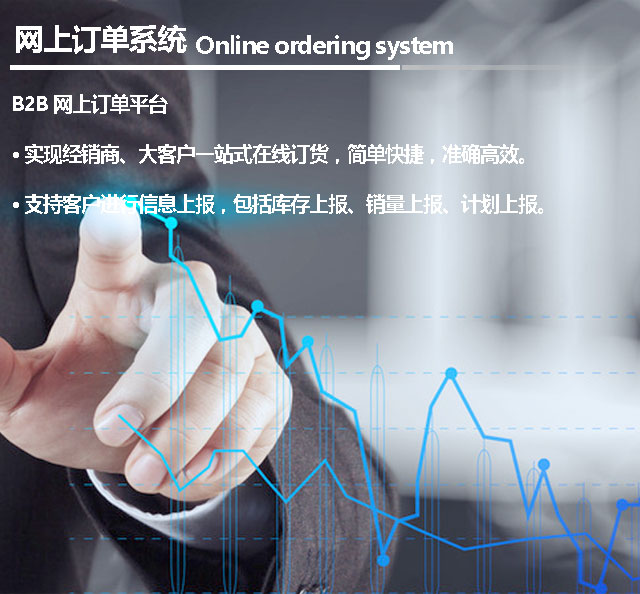 网上订单系统 Online ordering system
B2B 网上订单平台
• 实现经销商、大客户一站式在线订货，简单快捷，准确高效。
• 支持客户进行信息上报，包括库存上报、销量上报、计划上报。